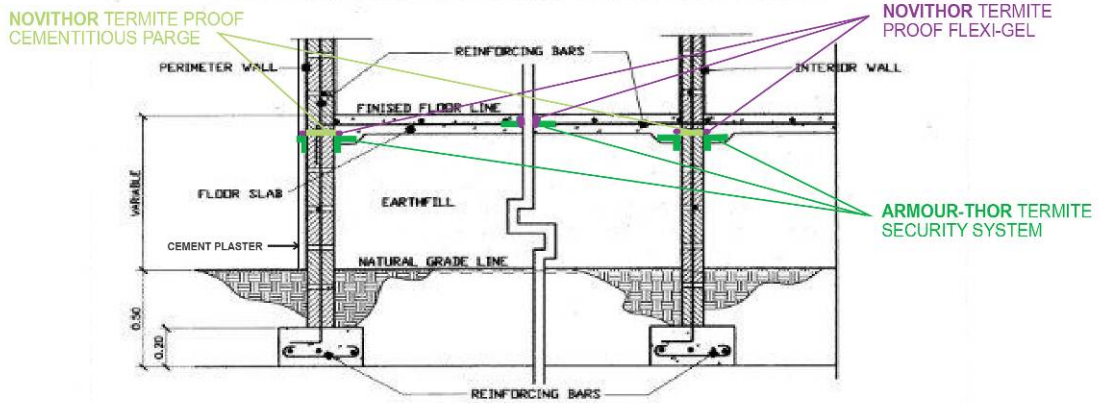 NOVITHOR TERMITE PROOF
CEMENTITIOUS PARGE
NOVITHOR TERMITE
PROOF FLEXI-GEL
REINFORCING BARS
PERIMETER WALL
INTERIOR WALL
FINISED FLOOR LINE
VARIABLE
FLOOR SLAB
EARTHFILL
ARMOUR-THOR TERMITE
SECURITY SYSTEM
CEMENT PLASTER
NATURAL GRADE LINE
0.50
0.20
REINFORCING BARS